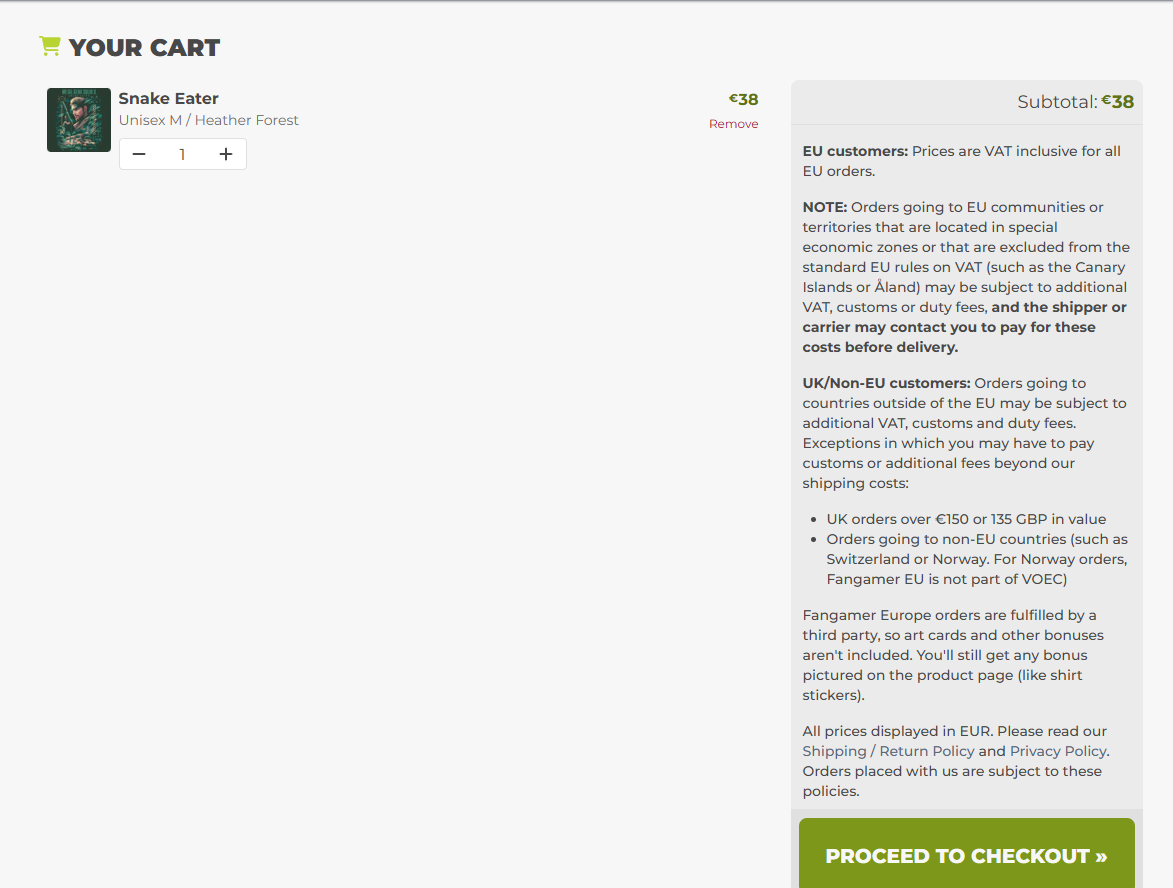 YOUR CART
Snake Eater
Unisex M / Heather Forest
1
€38
Remove
Subtotal: €38
EU customers: Prices are VAT inclusive for all
EU orders.
NOTE: Orders going to EU communities or
territories that are located in special
economic zones or that are excluded from the
standard EU rules on VAT (such as the Canary
Islands or Åland) may be subject to additional
VAT, customs or duty fees, and the shipper or
carrier may contact you to pay for these
costs before delivery.
UK/Non-EU customers: Orders going to
countries outside of the EU may be subject to
additional VAT, customs and duty fees.
Exceptions in which you may have to pay
customs or additional fees beyond our
shipping costs:
• UK orders over €150 or 135 GBP in value
• Orders going to non-EU countries (such as
Switzerland or Norway. For Norway orders,
Fangamer EU is not part of VOEC)
Fangamer Europe orders are fulfilled by a
third party, so art cards and other bonuses
aren't included. You'll still get any bonus
pictured on the product page (like shirt
stickers).
All prices displayed in EUR. Please read our
Shipping / Return Policy and Privacy Policy.
Orders placed with us are subject to these
policies.
PROCEED TO CHECKOUT »